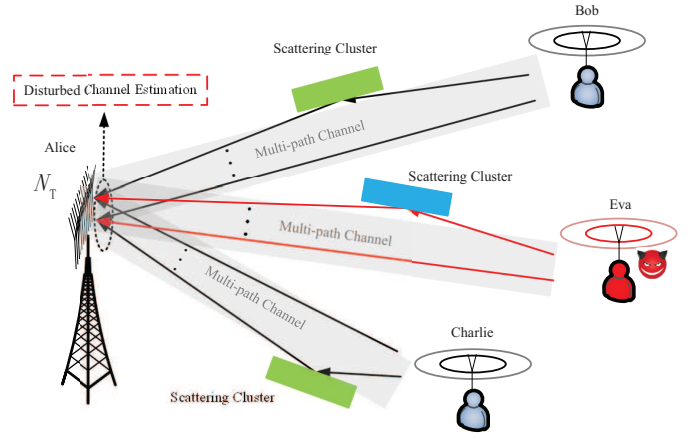 Bob
Scattering Cluster
Disturbed Channel Estimation
Multi-path Channel
Alice
N_T
Scattering Cluster
Eva
Multi-path Channel
Multi-path Channel
Charlie
Scattering Cluster